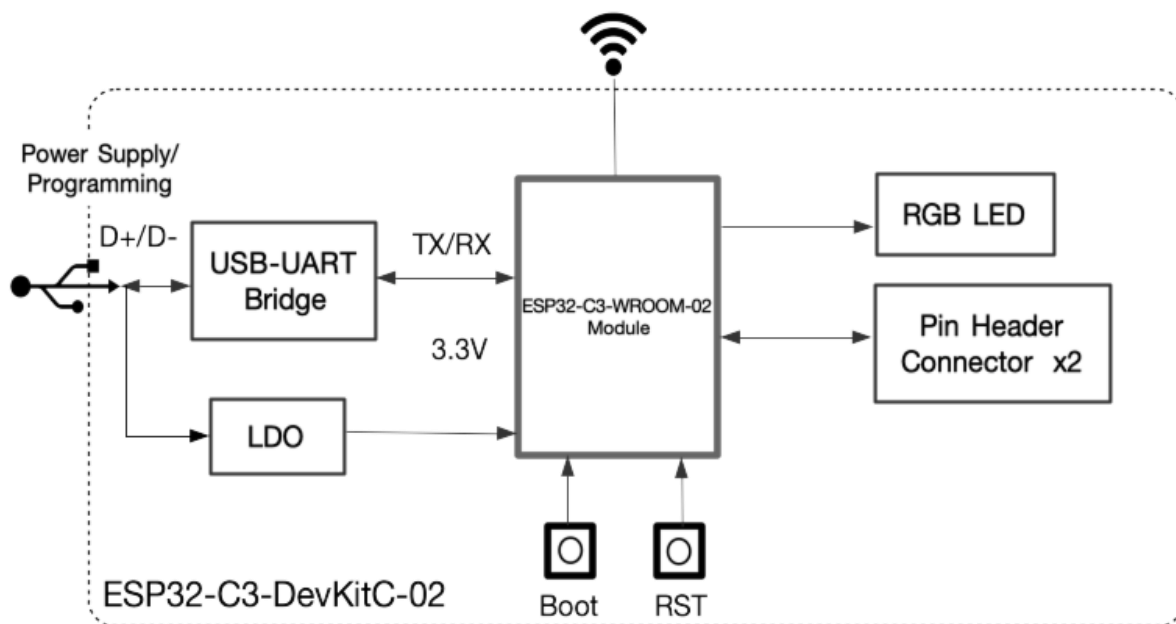 Power Supply/
Programming
D+/D-
USB-UART
Bridge
TX/RX
3.3V
LDO
ESP32-C3-WROOM-02
Module
RGB LED
Pin Header
Connector x2
Boot
RST
ESP32-C3-DevKitC-02